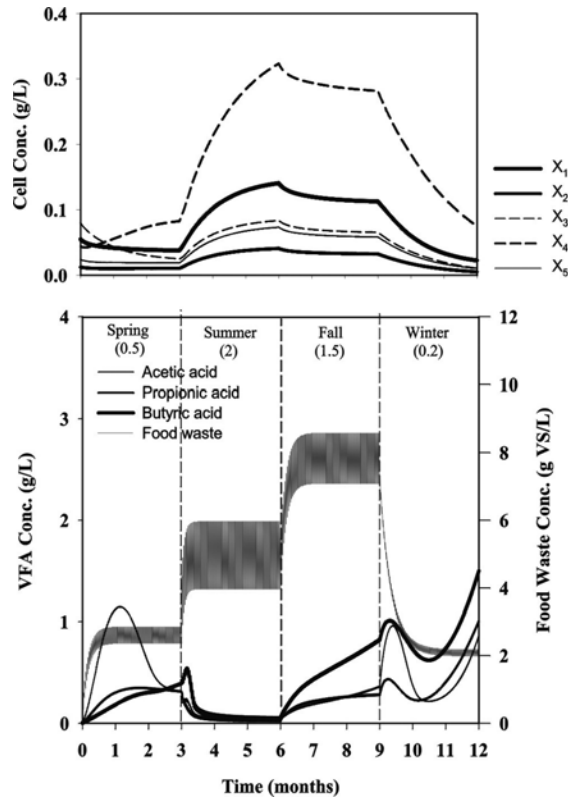 0.4
0.3
0.2
0.1
0.0
Cell Conc. (g/L)
X1
X2
X3
X4
X5
4
3
2
1
0
VFA Conc. (g/L)
Spring
(0.5)
Summer
(2)
Fall
(1.5)
Winter
(0.2)
Acetic acid
Propionic acid
Butyric acid
Food waste
12
10
8
6
4
2
0
Food Waste Conc. (g VS/L)
0 1 2 3 4 5 6 7 8 9 10 11 12
Time (months)